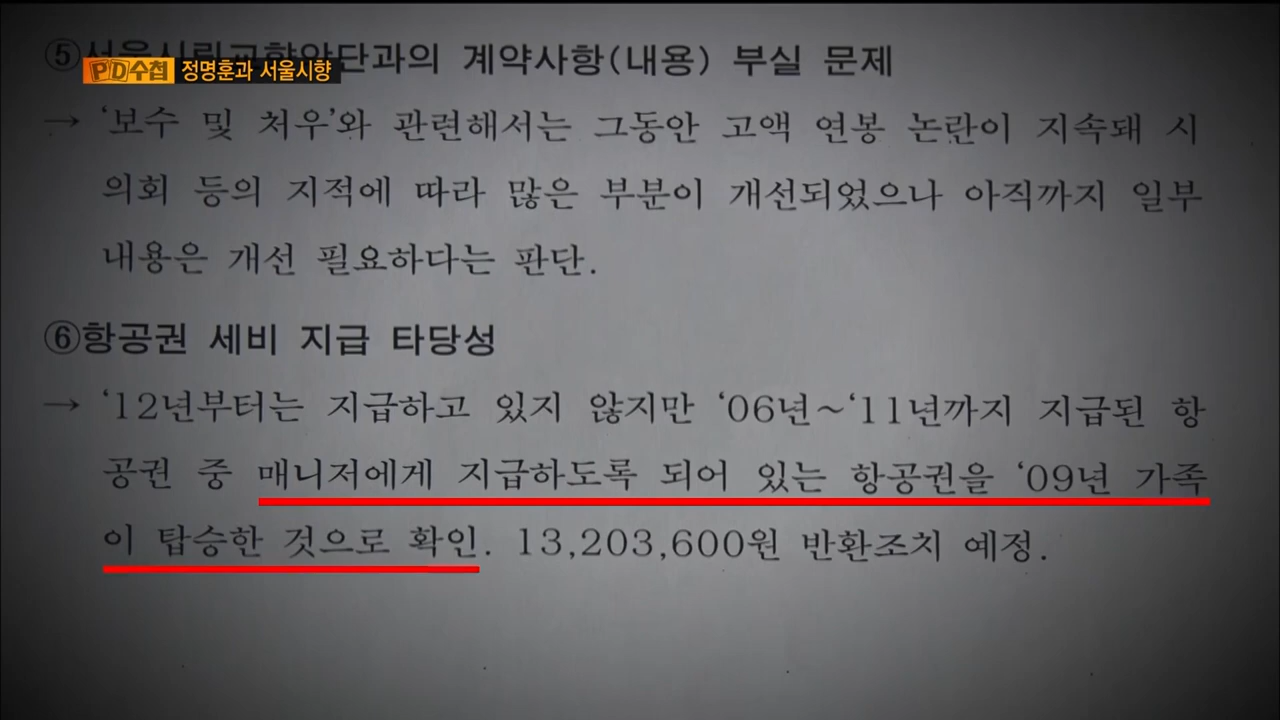 ⑤서울시립교향악단과의 계약사항(내용) 부실 문제
PD수첩 정명훈과 서울시향
→ ‘보수 및 처우’와 관련해서는 그동안 고액 연봉 논란이 지속돼 시
의회 등의 지적에 따라 많은 부분이 개선되었으나 아직까지 일부
내용은 개선 필요하다는 판단.
⑥항공권 세비 지급 타당성
→ ‘12년부터는 지급하고 있지 않지만 ‘06년~‘11년까지 지급된 항
공권 중 매니저에게 지급하도록 되어 있는 항공권을 ‘09년 가족
이 탑승한 것으로 확인. 13,203,600원 반환조치 예정.